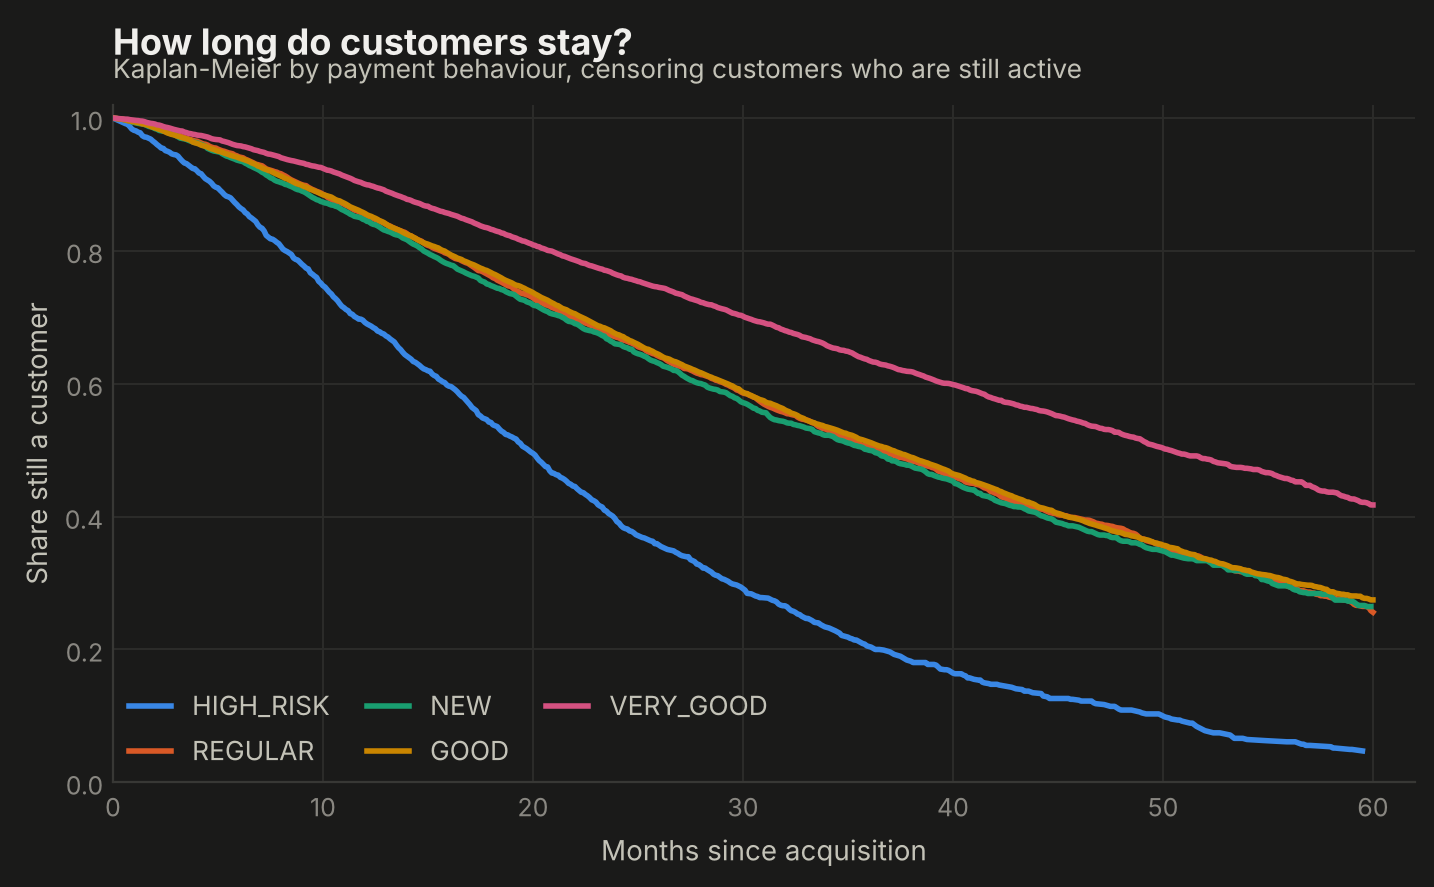 How long do customers stay?
Kaplan-Meier by payment behaviour, censoring customers who are still active
1.0
0.8
0.6
0.4
0.2
0.0
Share still a customer
HIGH_RISK NEW VERY_GOOD
REGULAR GOOD
0 10 20 30 40 50 60
Months since acquisition